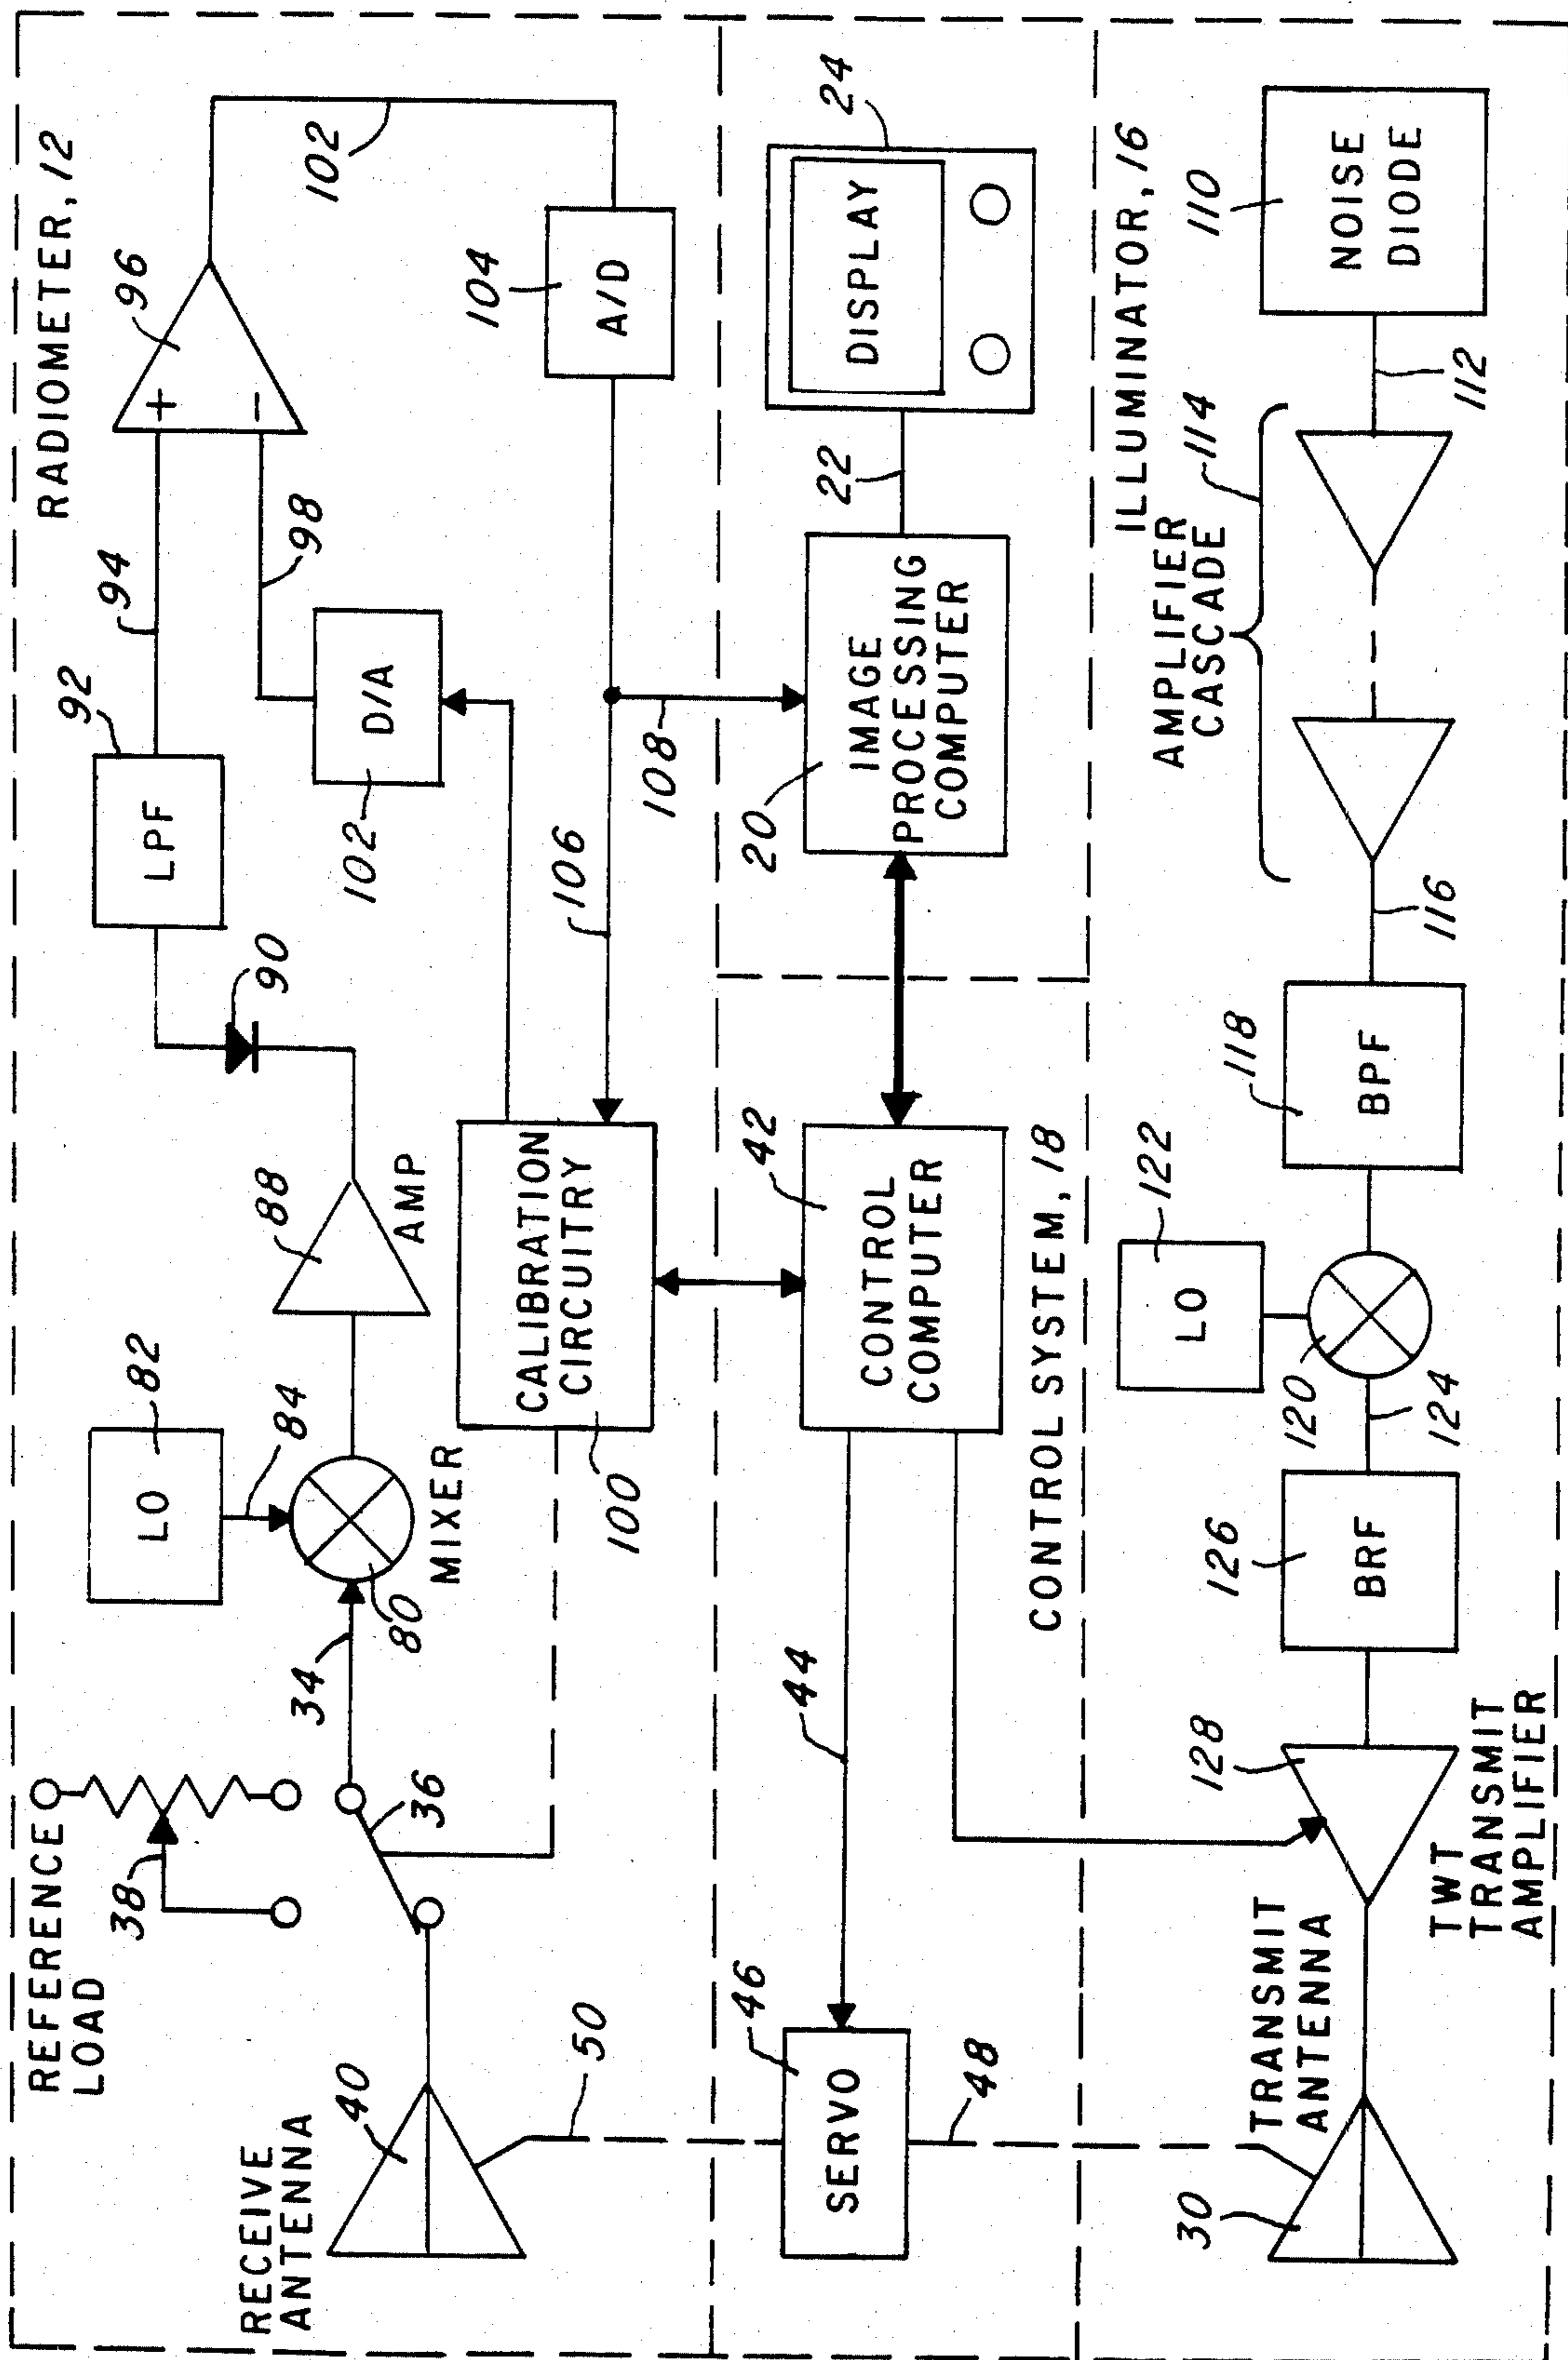 RADIOMETER, 12
REFERENCE
LOAD
38
RECEIVE
ANTENNA
40
50
36
34
LO
82
84
80
MIXER
88
AMP
90
LPF
92
94
96
+
−
98
D/A
102
102
A/D
104
106
108
CALIBRATION
CIRCUITRY
100
SERVO
46
48
44
CONTROL
COMPUTER
42
CONTROL SYSTEM, 18
IMAGE
PROCESSING
COMPUTER
20
22
DISPLAY
24
ILLUMINATOR, 16
AMPLIFIER
CASCADE
114
NOISE
DIODE
110
112
116
BPF
118
LO
122
120
124
BRF
126
128
TWT
TRANSMIT
AMPLIFIER
TRANSMIT
ANTENNA
30